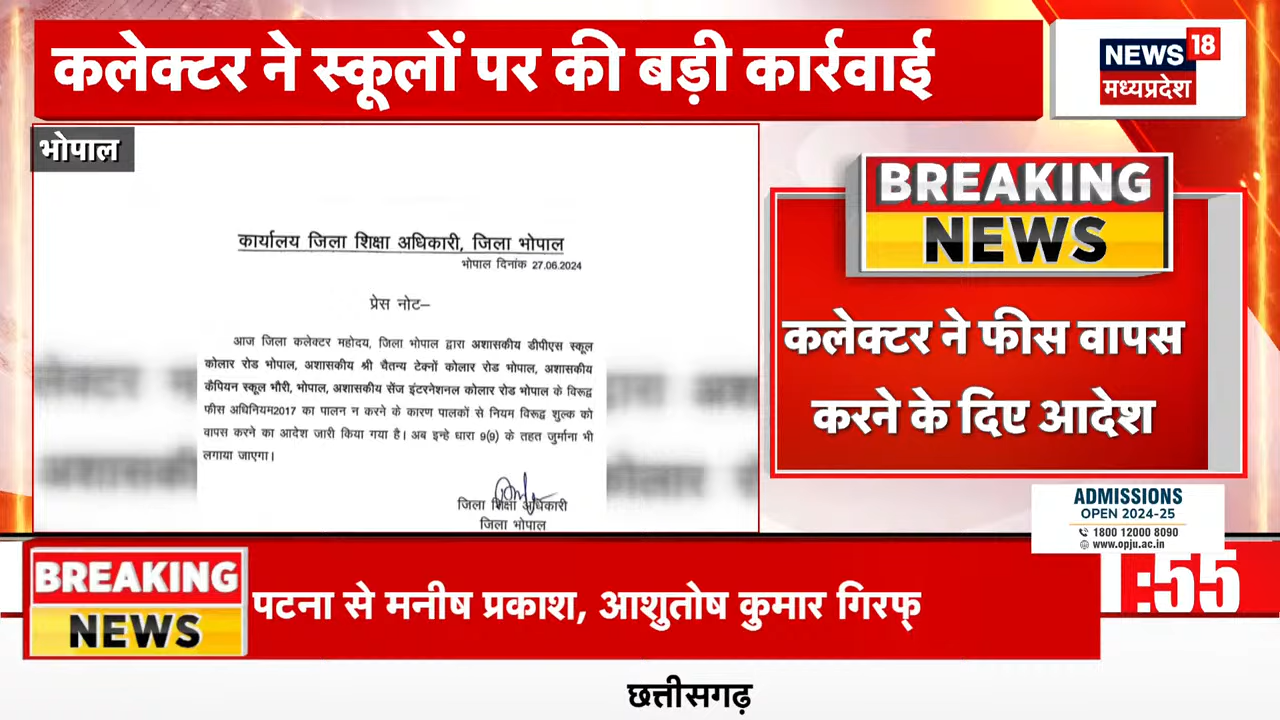 कलेक्टर ने स्कूलों पर की बड़ी कार्रवाई
NEWS 18
मध्यप्रदेश
भोपाल
कार्यालय जिला शिक्षा अधिकारी, जिला भोपाल
भोपाल दिनांक 27.06.2024
प्रेस नोट–
आज जिला कलेक्टर महोदय, जिला भोपाल द्वारा अशासकीय डीपीएस स्कूल
कोलार रोड भोपाल, अशासकीय श्री चैतन्य टेक्नों कोलार रोड भोपाल, अशासकीय
कैपियन स्कूल भौरी, भोपाल, अशासकीय सेंज इंटरनेशनल कोलार रोड भोपाल के विरूद्व
फीस अधिनियम2017 का पालन न करने के कारण पालकों से नियम विरूद्व शुल्क को
वापस करने का आदेश जारी किया गया है। अब इन्हे धारा 9(9) के तहत जुर्माना भी
लगाया जाएगा।
जिला शिक्षा अधिकारी
जिला भोपाल
BREAKING
NEWS
कलेक्टर ने फीस वापस
करने के दिए आदेश
ADMISSIONS
OPEN 2024-25
1800 12000 8090
www.opju.ac.in
:55
BREAKING
NEWS
पटना से मनीष प्रकाश, आशुतोष कुमार गिरफ्
छत्तीसगढ़